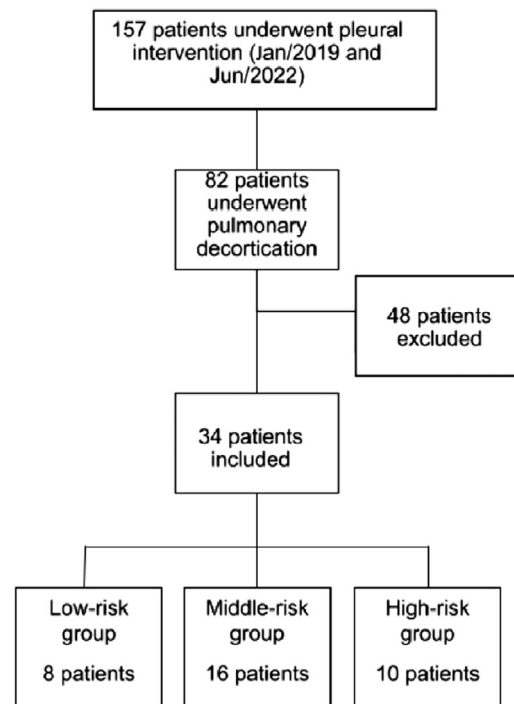 157 patients underwent pleural
intervention (Jan/2019 and
Jun/2022)
82 patients
underwent
pulmonary
decortication
48 patients
excluded
34 patients
included
Low-risk
group
8 patients
Middle-risk
group
16 patients
High-risk
group
10 patients